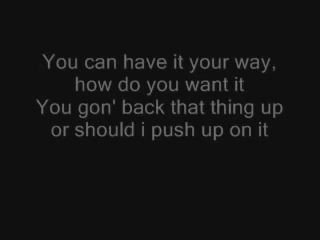 You can have it your way,
how do you want it
You gon' back that thing up
or should i push up on it